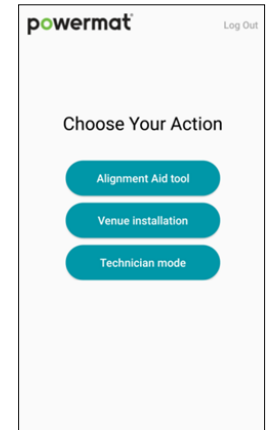 powermat
Log Out
Choose Your Action
Alignment Aid tool
Venue installation
Technician mode